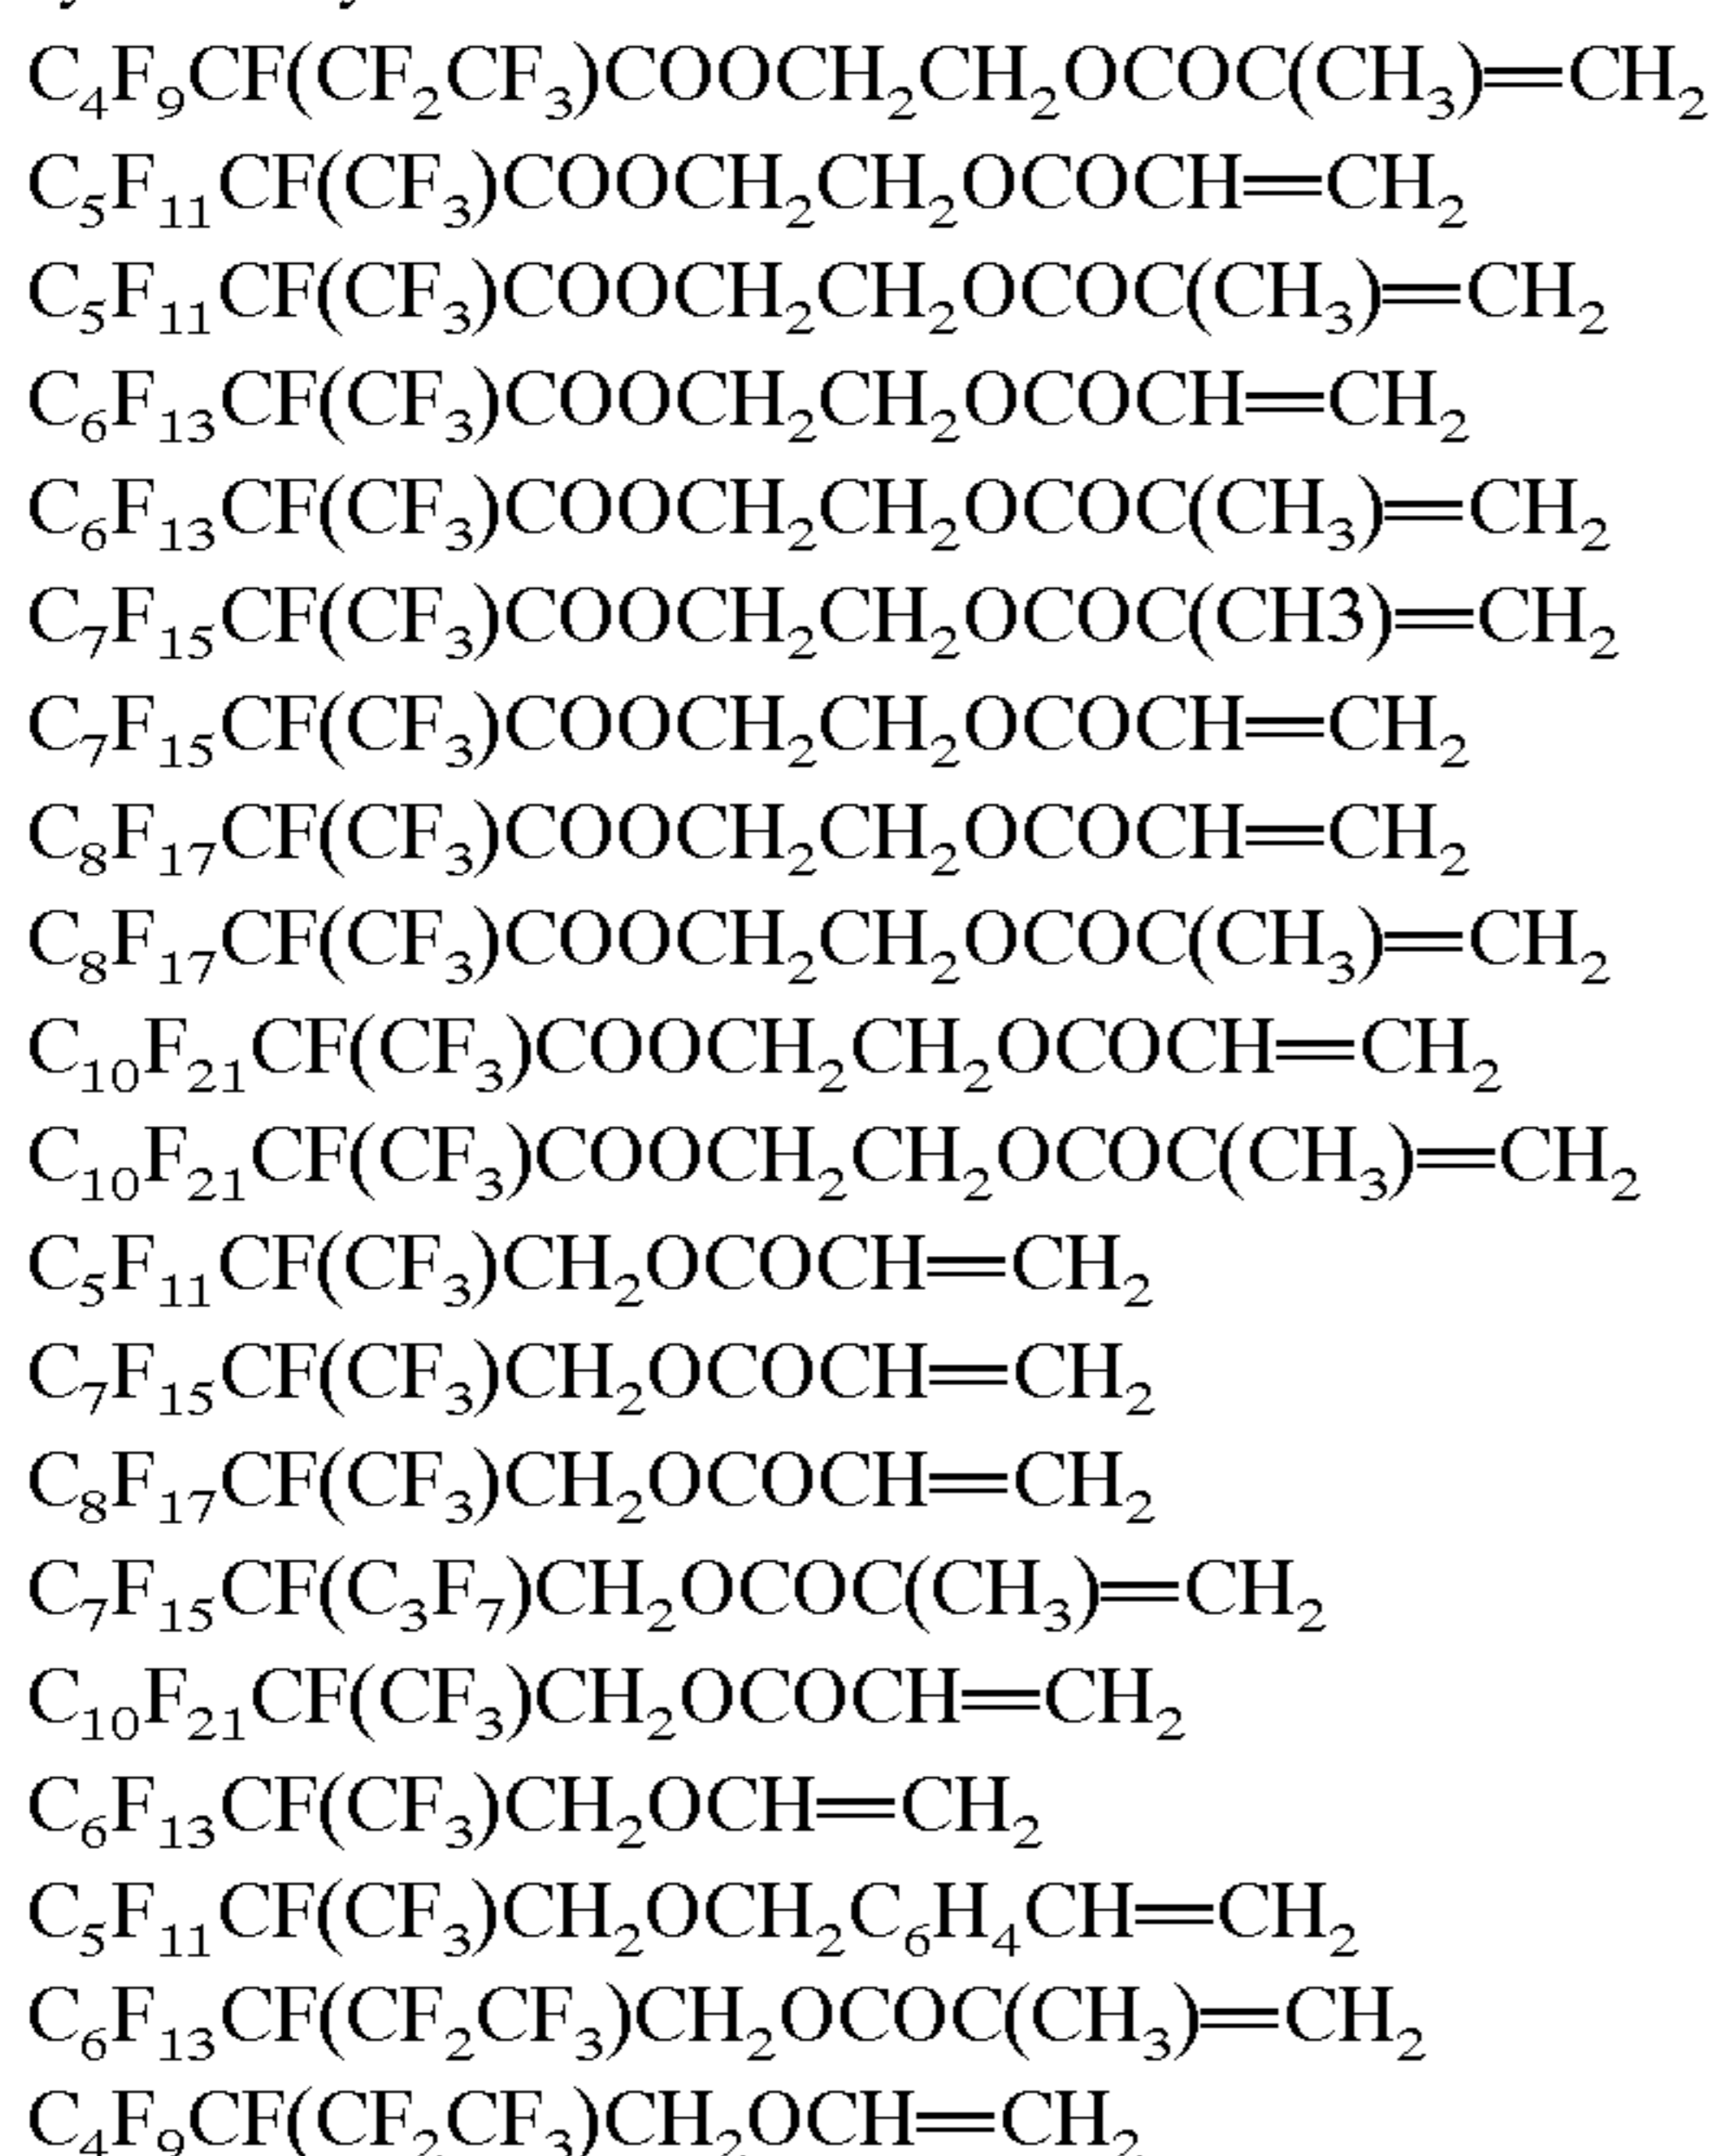 C₄F₉CF(CF₂CF₃)COOCH₂CH₂OCOC(CH₃)=CH₂
C₅F₁₁CF(CF₃)COOCH₂CH₂OCOCH=CH₂
C₅F₁₁CF(CF₃)COOCH₂CH₂OCOC(CH₃)=CH₂
C₆F₁₃CF(CF₃)COOCH₂CH₂OCOCH=CH₂
C₆F₁₃CF(CF₃)COOCH₂CH₂OCOC(CH₃)=CH₂
C₇F₁₅CF(CF₃)COOCH₂CH₂OCOC(CH3)=CH₂
C₇F₁₅CF(CF₃)COOCH₂CH₂OCOCH=CH₂
C₈F₁₇CF(CF₃)COOCH₂CH₂OCOCH=CH₂
C₈F₁₇CF(CF₃)COOCH₂CH₂OCOC(CH₃)=CH₂
C₁₀F₂₁CF(CF₃)COOCH₂CH₂OCOCH=CH₂
C₁₀F₂₁CF(CF₃)COOCH₂CH₂OCOC(CH₃)=CH₂
C₅F₁₁CF(CF₃)CH₂OCOCH=CH₂
C₇F₁₅CF(CF₃)CH₂OCOCH=CH₂
C₈F₁₇CF(CF₃)CH₂OCOCH=CH₂
C₇F₁₅CF(C₃F₇)CH₂OCOC(CH₃)=CH₂
C₁₀F₂₁CF(CF₃)CH₂OCOCH=CH₂
C₆F₁₃CF(CF₃)CH₂OCH=CH₂
C₅F₁₁CF(CF₃)CH₂OCH₂C₆H₄CH=CH₂
C₆F₁₃CF(CF₂CF₃)CH₂OCOC(CH₃)=CH₂
C₄F₉CF(CF₂CF₃)CH₂OCH=CH₂